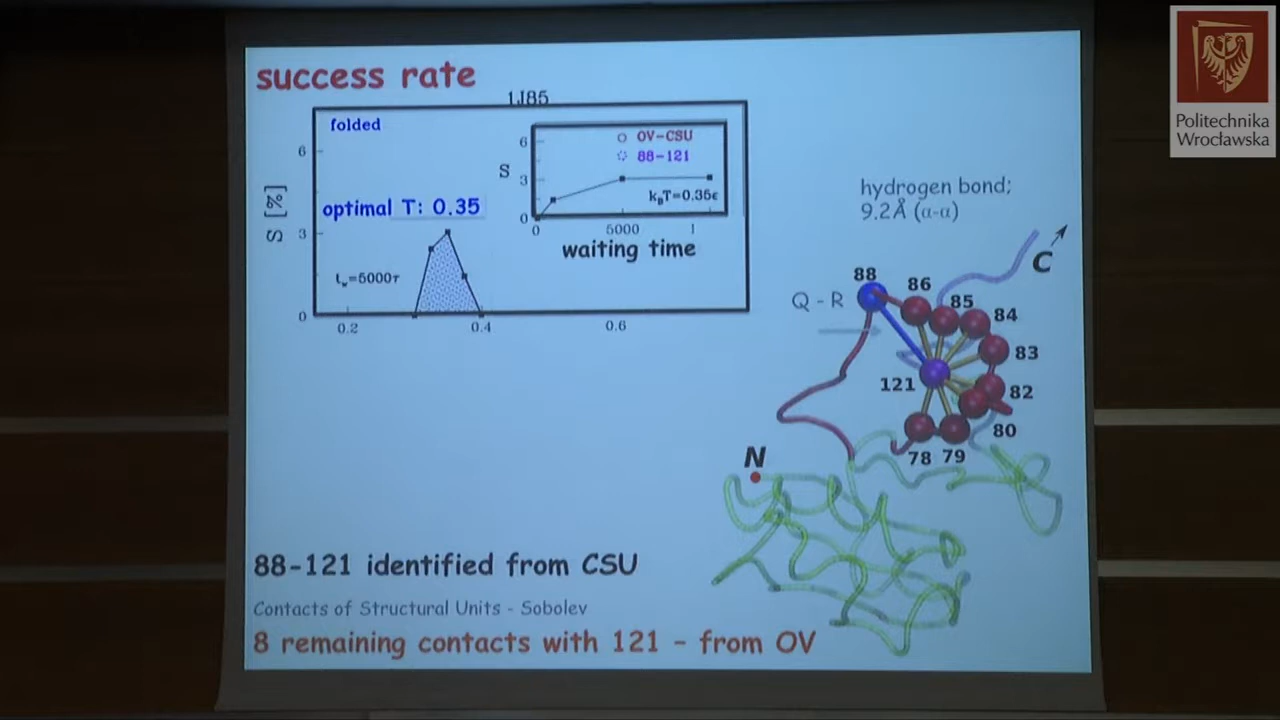 success rate
1J85
folded
6
OV-CSU
88-121
S
6
3
0
k_BT=0.35ϵ
0
5000
1
waiting time
S [%]
optimal T: 0.35
3
t_w=5000τ
0
0.2
0.4
0.6
hydrogen bond;
9.2Å (α-α)
C
88
86
85
84
Q - R
83
121
82
80
78
79
N
88-121 identified from CSU
Contacts of Structural Units - Sobolev
8 remaining contacts with 121 - from OV
Politechnika
Wrocławska